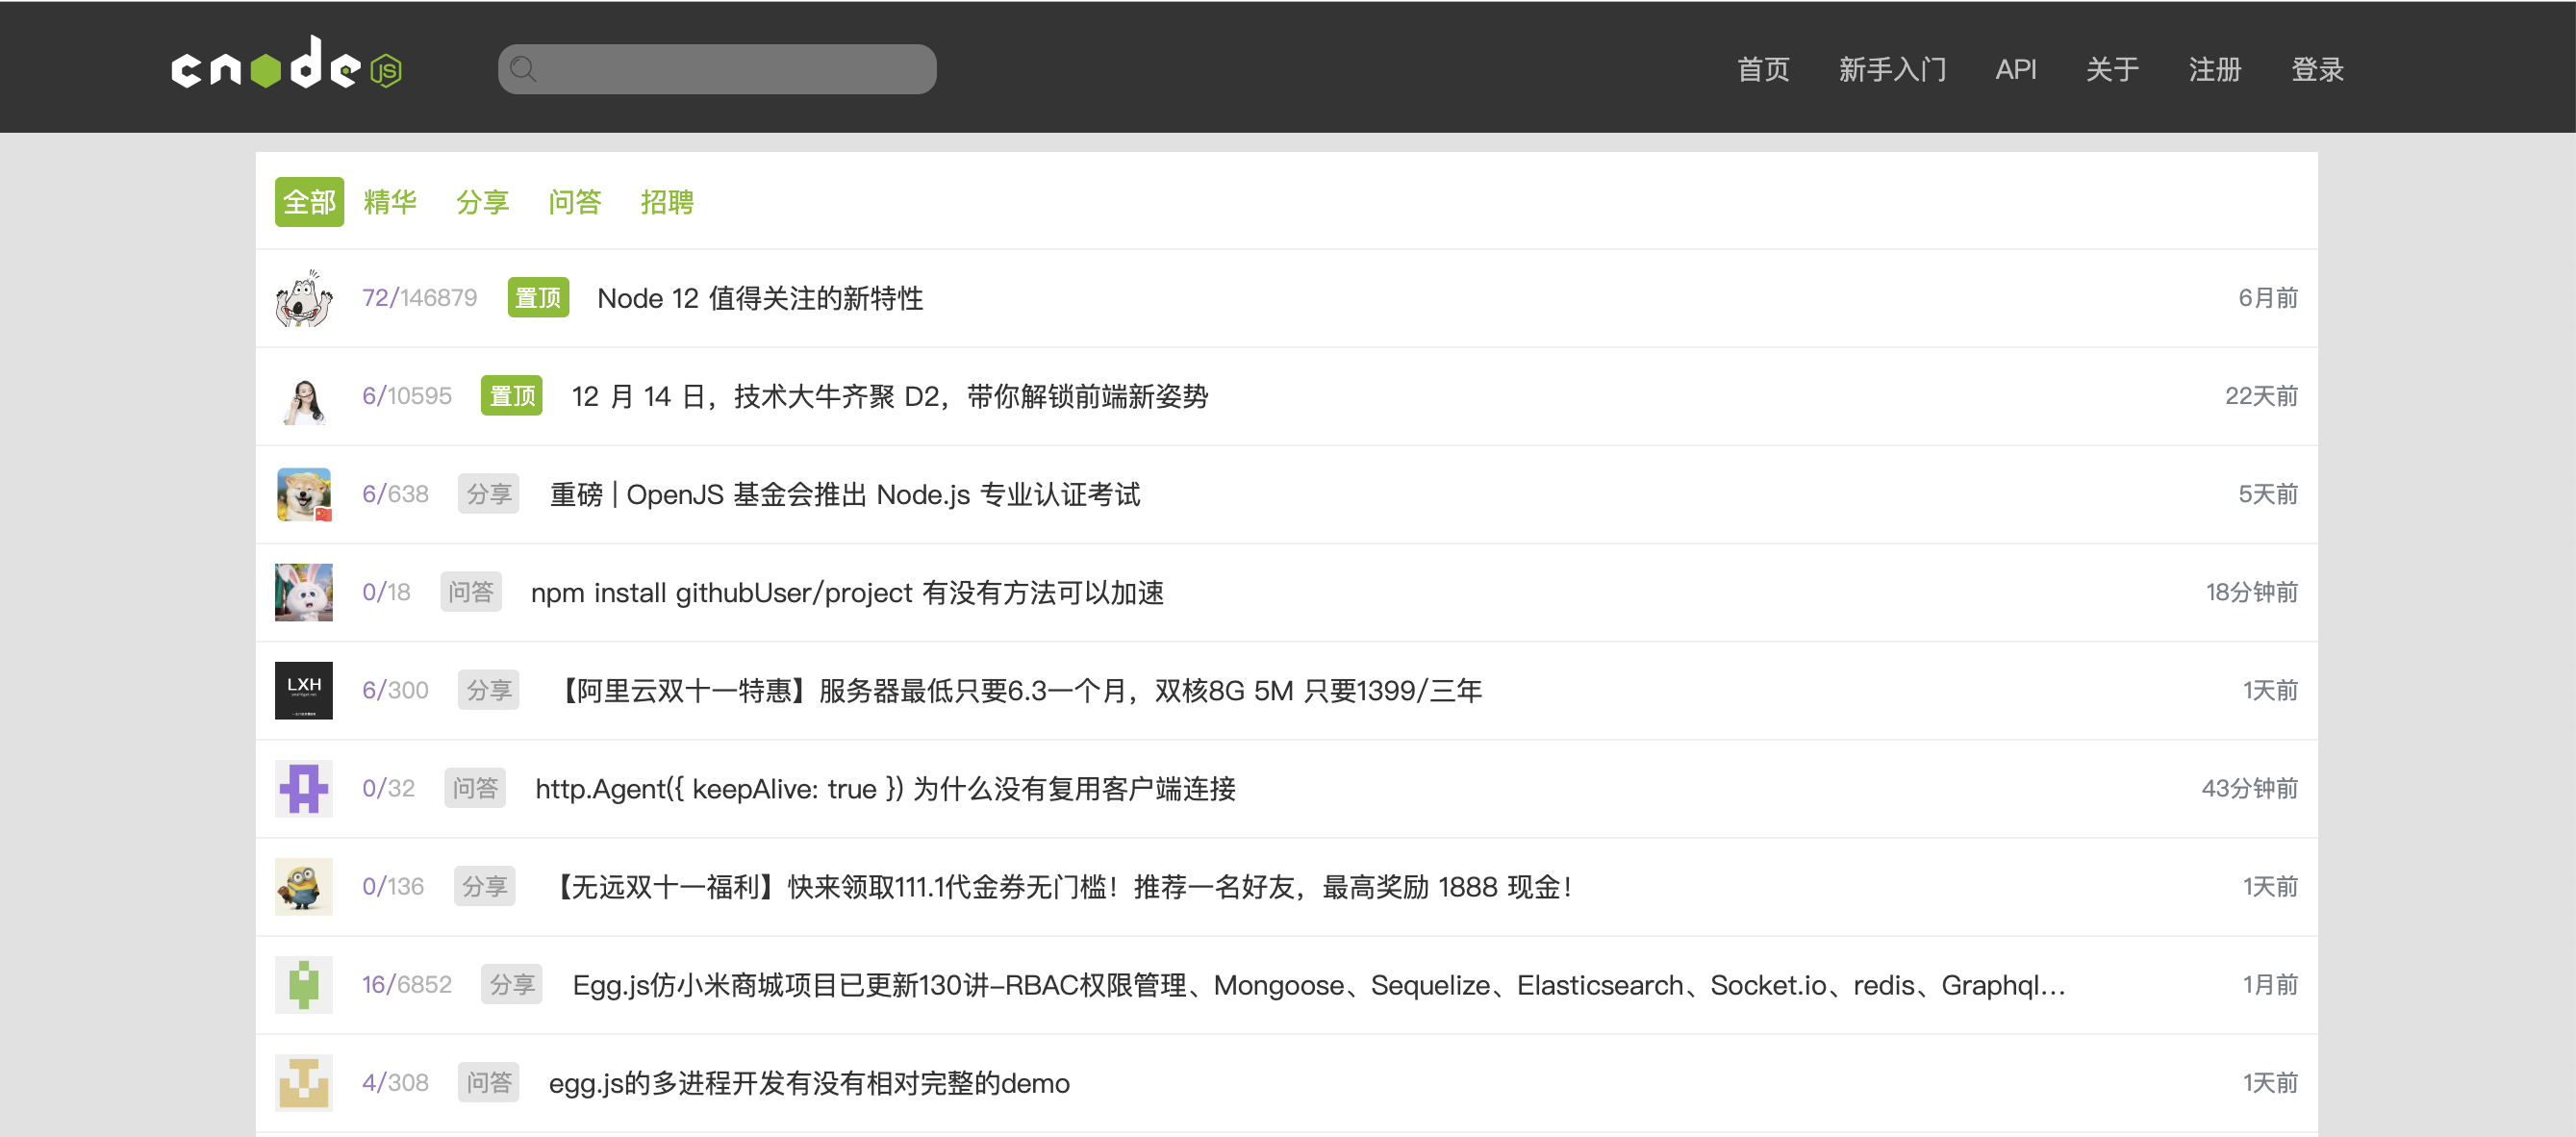 cnode JS
首页 新手入门 API 关于 注册 登录
全部 精华 分享 问答 招聘
72/146879 置顶 Node 12 值得关注的新特性 6月前
6/10595 置顶 12 月 14 日，技术大牛齐聚 D2，带你解锁前端新姿势 22天前
6/638 分享 重磅 | OpenJS 基金会推出 Node.js 专业认证考试 5天前
0/18 问答 npm install githubUser/project 有没有方法可以加速 18分钟前
LXH
6/300 分享 【阿里云双十一特惠】服务器最低只要6.3一个月，双核8G 5M 只要1399/三年 1天前
0/32 问答 http.Agent({ keepAlive: true }) 为什么没有复用客户端连接 43分钟前
0/136 分享 【无远双十一福利】快来领取111.1代金券无门槛！推荐一名好友，最高奖励 1888 现金！ 1天前
16/6852 分享 Egg.js仿小米商城项目已更新130讲-RBAC权限管理、Mongoose、Sequelize、Elasticsearch、Socket.io、redis、Graphql... 1月前
4/308 问答 egg.js的多进程开发有没有相对完整的demo 1天前